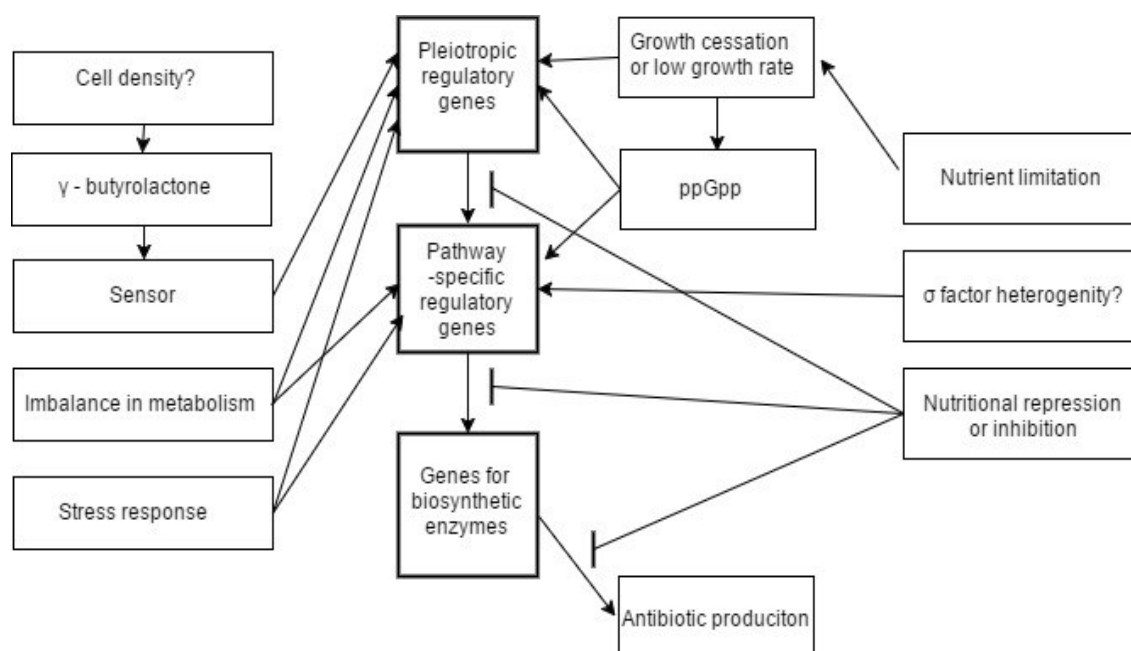 Cell density?
γ - butyrolactone
Sensor
Imbalance in metabolism
Stress response
Pleiotropic
regulatory
genes
Pathway
-specific
regulatory
genes
Genes for
biosynthetic
enzymes
Growth cessation
or low growth rate
ppGpp
Antibiotic produciton
Nutrient limitation
σ factor heterogenity?
Nutritional repression
or inhibition